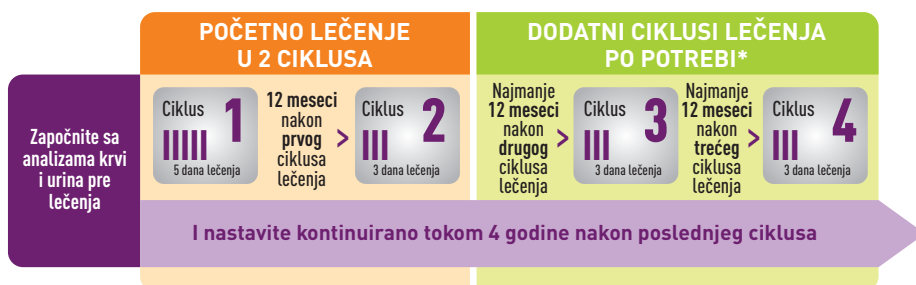 POČETNO LEČENJE
U 2 CIKLUSA
DODATNI CIKLUSI LEČENJA
PO POTREBI*
Započnite sa
analizama krvi
i urina pre
lečenja
Ciklus 1
5 dana lečenja
12 meseci
nakon
prvog >
ciklusa
lečenja
Ciklus 2
3 dana lečenja
Najmanje
12 meseci
nakon >
drugog
ciklusa
lečenja
Ciklus 3
3 dana lečenja
Najmanje
12 meseci
nakon >
trećeg
ciklusa
lečenja
Ciklus 4
3 dana lečenja
I nastavite kontinuirano tokom 4 godine nakon poslednjeg ciklusa